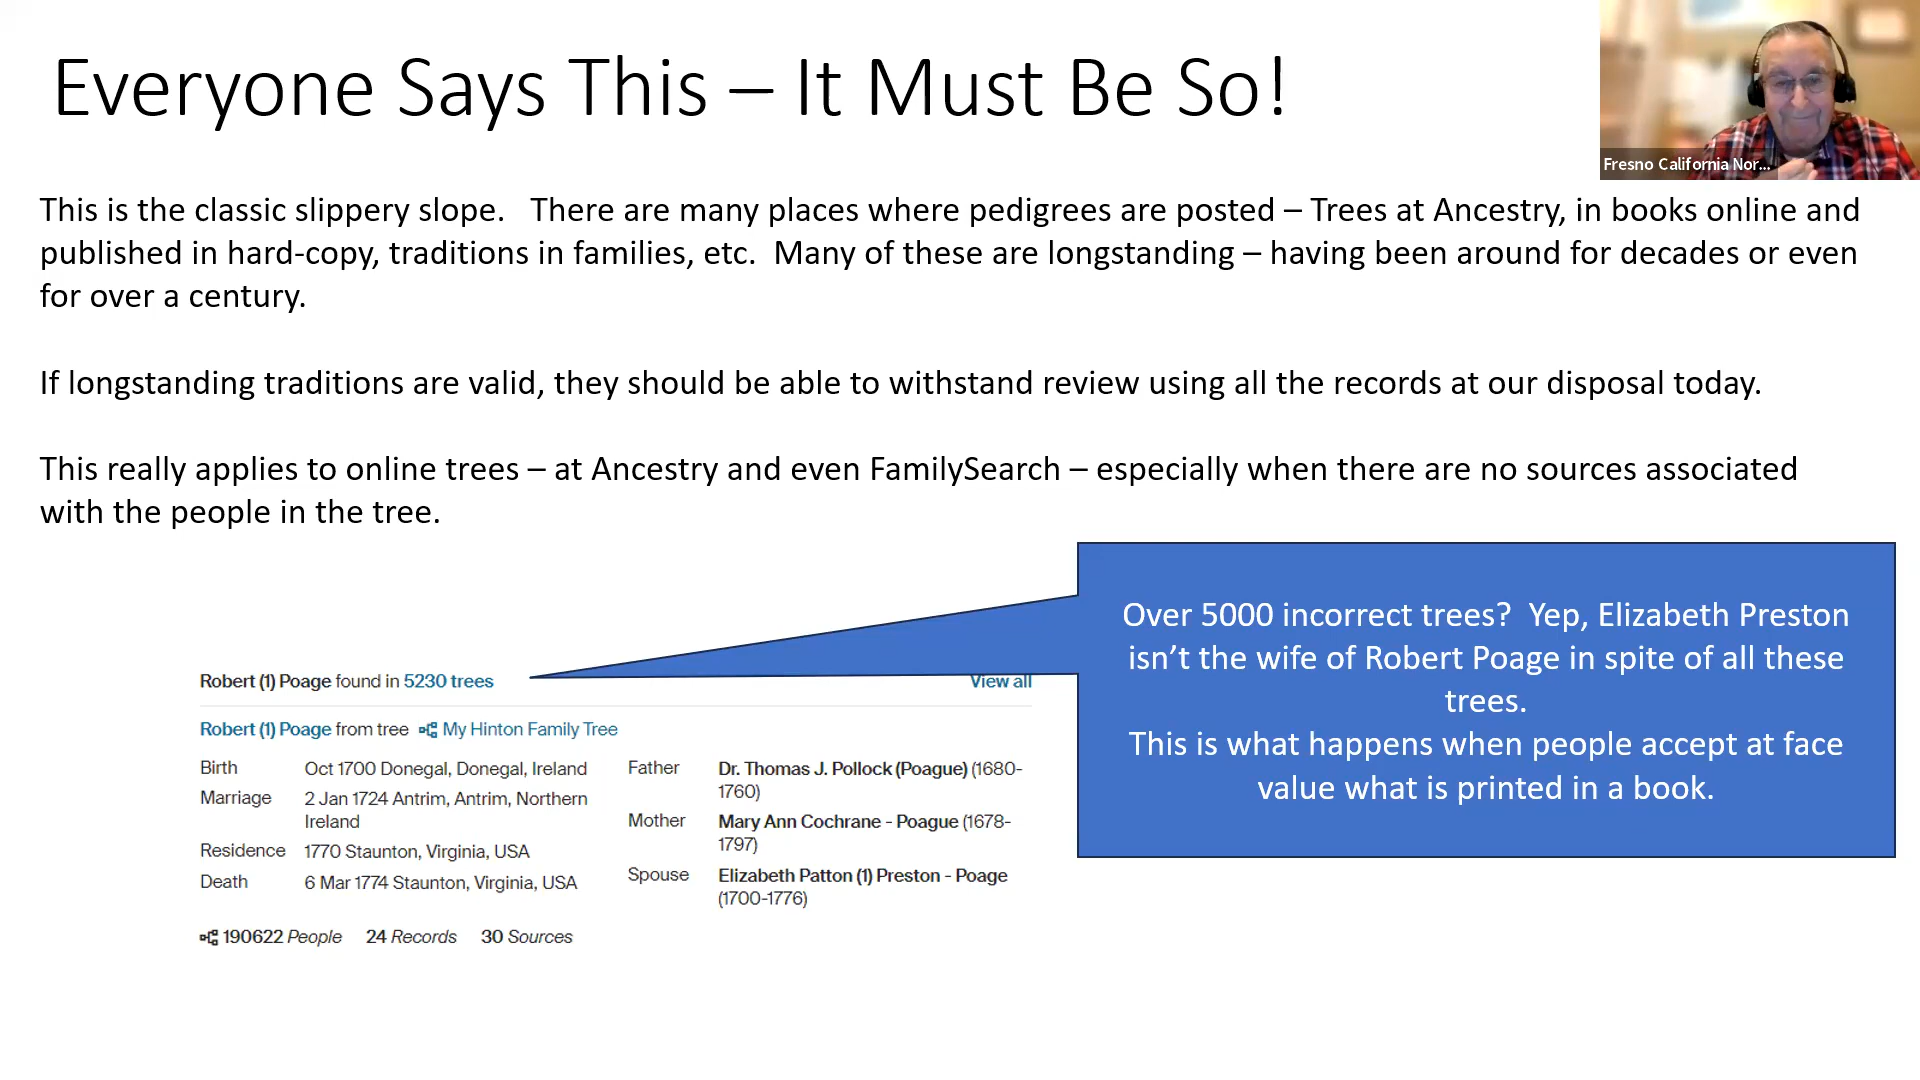 Everyone Says This – It Must Be So!
Fresno California Nor...
This is the classic slippery slope.   There are many places where pedigrees are posted – Trees at Ancestry, in books online and
published in hard-copy, traditions in families, etc.  Many of these are longstanding – having been around for decades or even
for over a century.
If longstanding traditions are valid, they should be able to withstand review using all the records at our disposal today.
This really applies to online trees – at Ancestry and even FamilySearch – especially when there are no sources associated
with the people in the tree.
Over 5000 incorrect trees?  Yep, Elizabeth Preston
isn’t the wife of Robert Poage in spite of all these
trees.
This is what happens when people accept at face
value what is printed in a book.
Robert (1) Poage found in 5230 trees
View all
Robert (1) Poage from tree My Hinton Family Tree
Birth Oct 1700 Donegal, Donegal, Ireland
Marriage 2 Jan 1724 Antrim, Antrim, Northern
Ireland
Residence 1770 Staunton, Virginia, USA
Death 6 Mar 1774 Staunton, Virginia, USA
Father Dr. Thomas J. Pollock (Poague) (1680-
1760)
Mother Mary Ann Cochrane - Poague (1678-
1797)
Spouse Elizabeth Patton (1) Preston - Poage
(1700-1776)
190622 People 24 Records 30 Sources